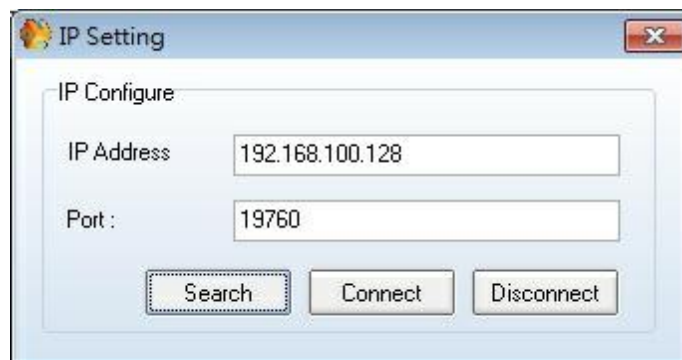 IP Setting
IP Configure
IP Address 192.168.100.128
Port : 19760
Search Connect Disconnect